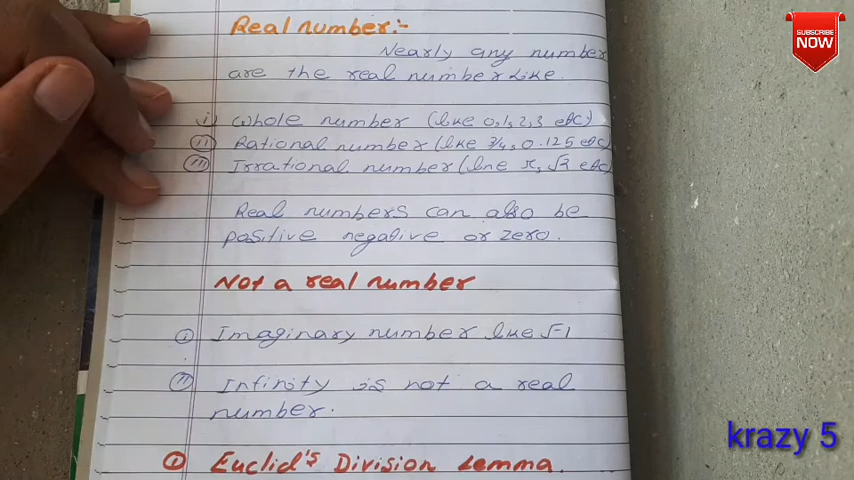 Real number:-
Nearly any number
are the real number like
i) Whole number (like 0,1,2,3 etc)
ii) Rational number (like 3/4, 0.125 etc)
iii) Irrational number (like π, √2 etc)
Real numbers can also be
positive negative or zero.
Not a real number
i) Imaginary number like √-1
ii) Infinity is not a real
number.
① Euclid's Division Lemma.
SUBSCRIBE
NOW
krazy 5